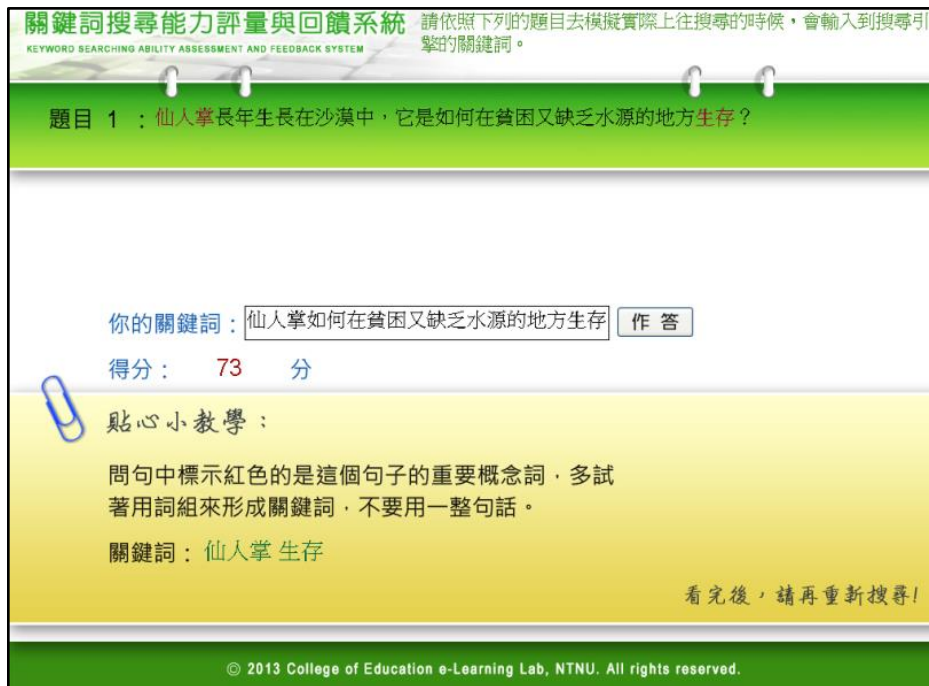 關鍵詞搜尋能力評量與回饋系統
KEYWORD SEARCHING ABILITY ASSESSMENT AND FEEDBACK SYSTEM
請依照下列的題目去模擬實際上往搜尋的時候，會輸入到搜尋引
擎的關鍵詞。
題目 1 ：仙人掌長年生長在沙漠中，它是如何在貧困又缺乏水源的地方生存？
你的關鍵詞：仙人掌如何在貧困又缺乏水源的地方生存 作 答
得分： 73 分
貼心小教學：
問句中標示紅色的是這個句子的重要概念詞，多試
著用詞組來形成關鍵詞，不要用一整句話。
關鍵詞：仙人掌 生存
看完後，請再重新搜尋!
© 2013 College of Education e-Learning Lab, NTNU. All rights reserved.